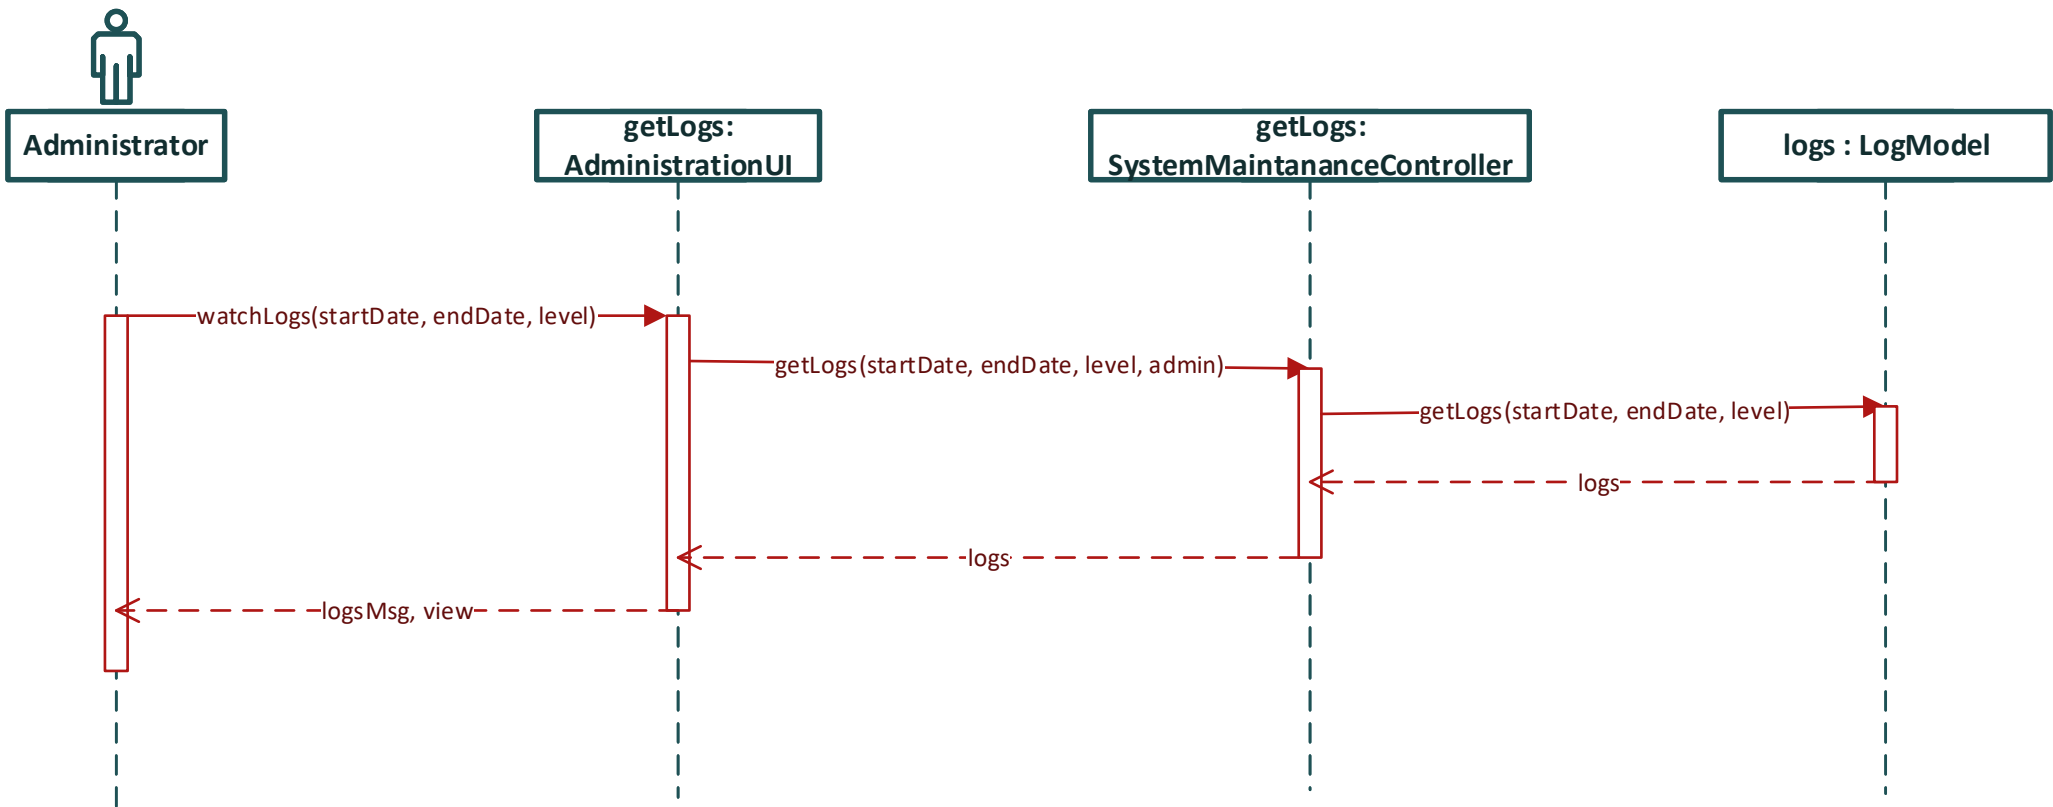 Administrator
getLogs:
AdministrationUI
getLogs:
SystemMaintananceController
logs : LogModel
watchLogs(startDate, endDate, level)
getLogs(startDate, endDate, level, admin)
getLogs(startDate, endDate, level)
logs
logs
logsMsg, view